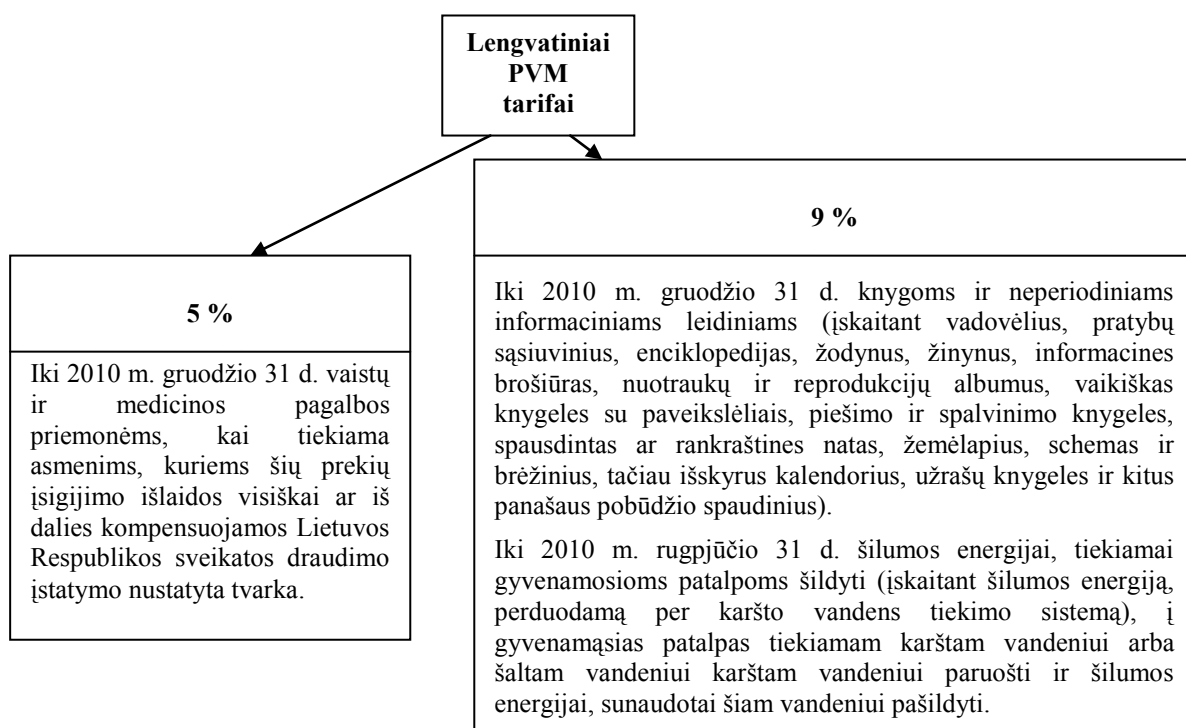 Lengvatiniai
PVM
tarifai
5 %
Iki 2010 m. gruodžio 31 d. vaistų
ir medicinos pagalbos
priemonėms, kai tiekiama
asmenims, kuriems šių prekių
įsigijimo išlaidos visiškai ar iš
dalies kompensuojamos Lietuvos
Respublikos sveikatos draudimo
įstatymo nustatyta tvarka.
9 %
Iki 2010 m. gruodžio 31 d. knygoms ir neperiodiniams
informaciniams leidiniams (įskaitant vadovėlius, pratybų
sąsiuvinius, enciklopedijas, žodynus, žinynus, informacines
brošiūras, nuotraukų ir reprodukcijų albumus, vaikiškas
knygeles su paveikslėliais, piešimo ir spalvinimo knygeles,
spausdintas ar rankraštines natas, žemėlapius, schemas ir
brėžinius, tačiau išskyrus kalendorius, užrašų knygeles ir kitus
panašaus pobūdžio spaudinius).
Iki 2010 m. rugpjūčio 31 d. šilumos energijai, tiekiamai
gyvenamosioms patalpoms šildyti (įskaitant šilumos energiją,
perduodamą per karšto vandens tiekimo sistemą), į
gyvenamąsias patalpas tiekiamam karštam vandeniui arba
šaltam vandeniui karštam vandeniui paruošti ir šilumos
energijai, sunaudotai šiam vandeniui pašildyti.